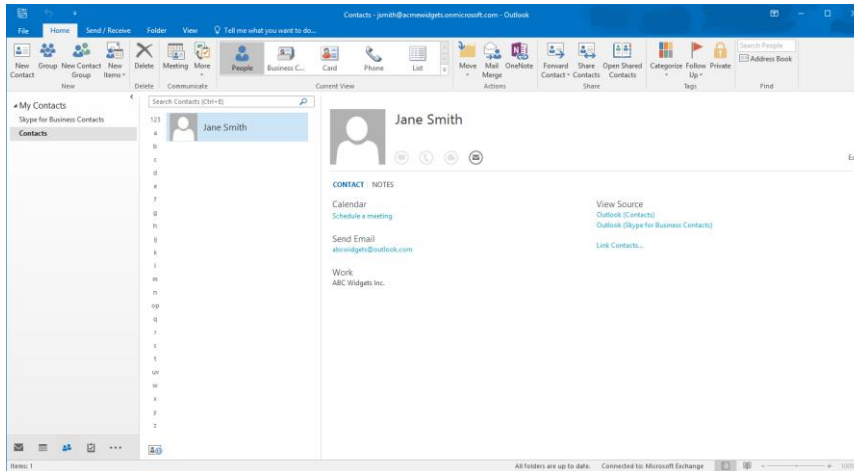 Contacts - jsmith@acmewidgets.onmicrosoft.com - Outlook
File Home Send / Receive Folder View Tell me what you want to do...
New Contact Group New Contact Group New Items Delete Meeting More People Business C... Card Phone List Move Mail Merge OneNote Forward Contact Share Contacts Open Shared Contacts Categorize Follow Up Private Search People
Address Book
New Delete Communicate Current View Actions Share Tags Find
My Contacts
Skype for Business Contacts
Contacts
Search Contacts (Ctrl+E)
123
a
b
c
d
e
f
g
h
ij
k
l
m
n
op
q
r
s
t
uv
w
x
y
z
Jane Smith
Jane Smith
CONTACT NOTES
Calendar
Schedule a meeting
Send Email
abcwidgets@outlook.com
Work
ABC Widgets Inc.
View Source
Outlook (Contacts)
Outlook (Skype for Business Contacts)
Link Contacts...
Items: 1
All folders are up to date. Connected to: Microsoft Exchange